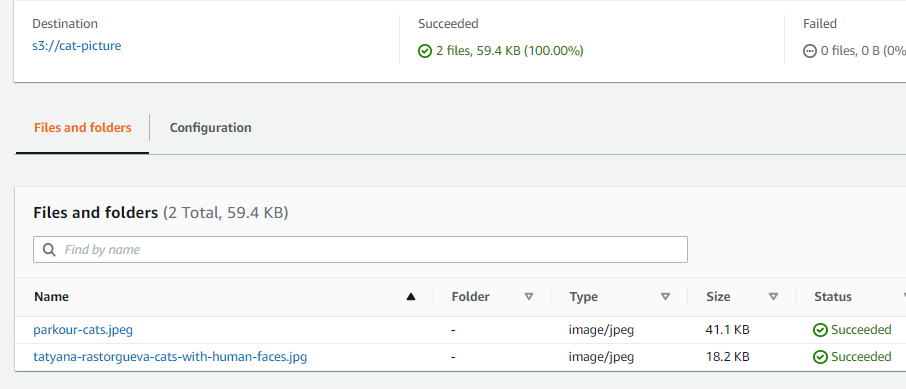 Destination
s3://cat-picture
Succeeded
2 files, 59.4 KB (100.00%)
Failed
0 files, 0 B (0%
Files and folders
Configuration
Files and folders (2 Total, 59.4 KB)
Find by name
Name Folder Type Size Status
parkour-cats.jpeg - image/jpeg 41.1 KB Succeeded
tatyana-rastorgueva-cats-with-human-faces.jpg - image/jpeg 18.2 KB Succeeded